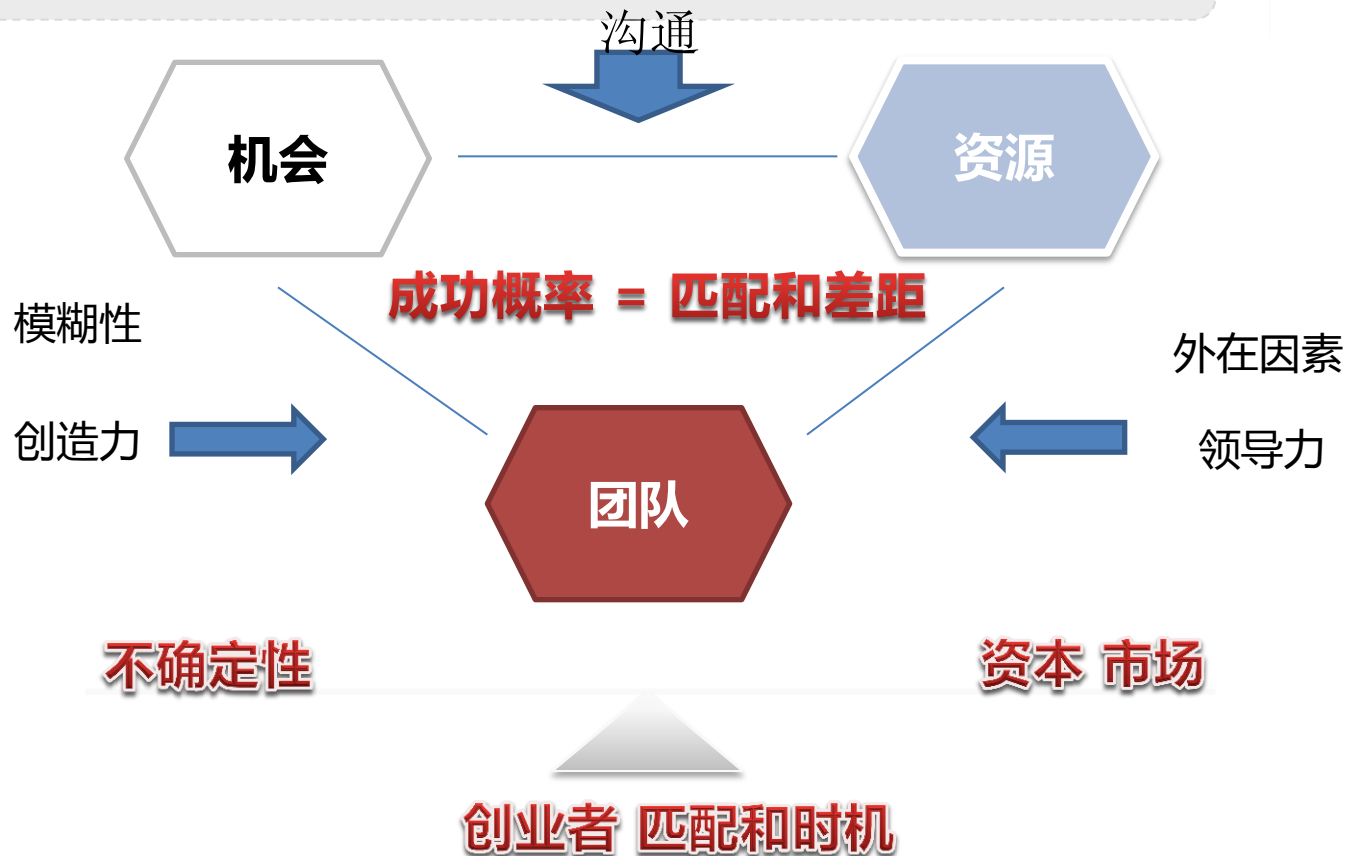 沟通
机会
资源
成功概率 = 匹配和差距
模糊性
外在因素
创造力
领导力
团队
不确定性
资本 市场
创业者 匹配和时机